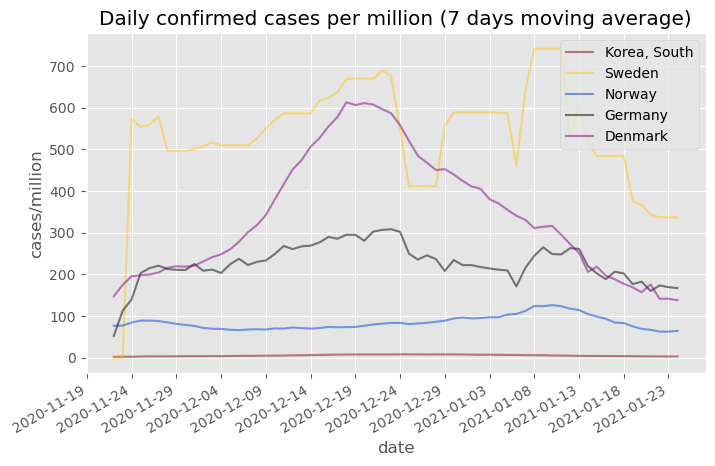 Daily confirmed cases per million (7 days moving average)
Korea, South
Sweden
Norway
Germany
Denmark
cases/million
700
600
500
400
300
200
100
0
2020-11-19
2020-11-24
2020-11-29
2020-12-04
2020-12-09
2020-12-14
2020-12-19
2020-12-24
2020-12-29
2021-01-03
2021-01-08
2021-01-13
2021-01-18
2021-01-23
date